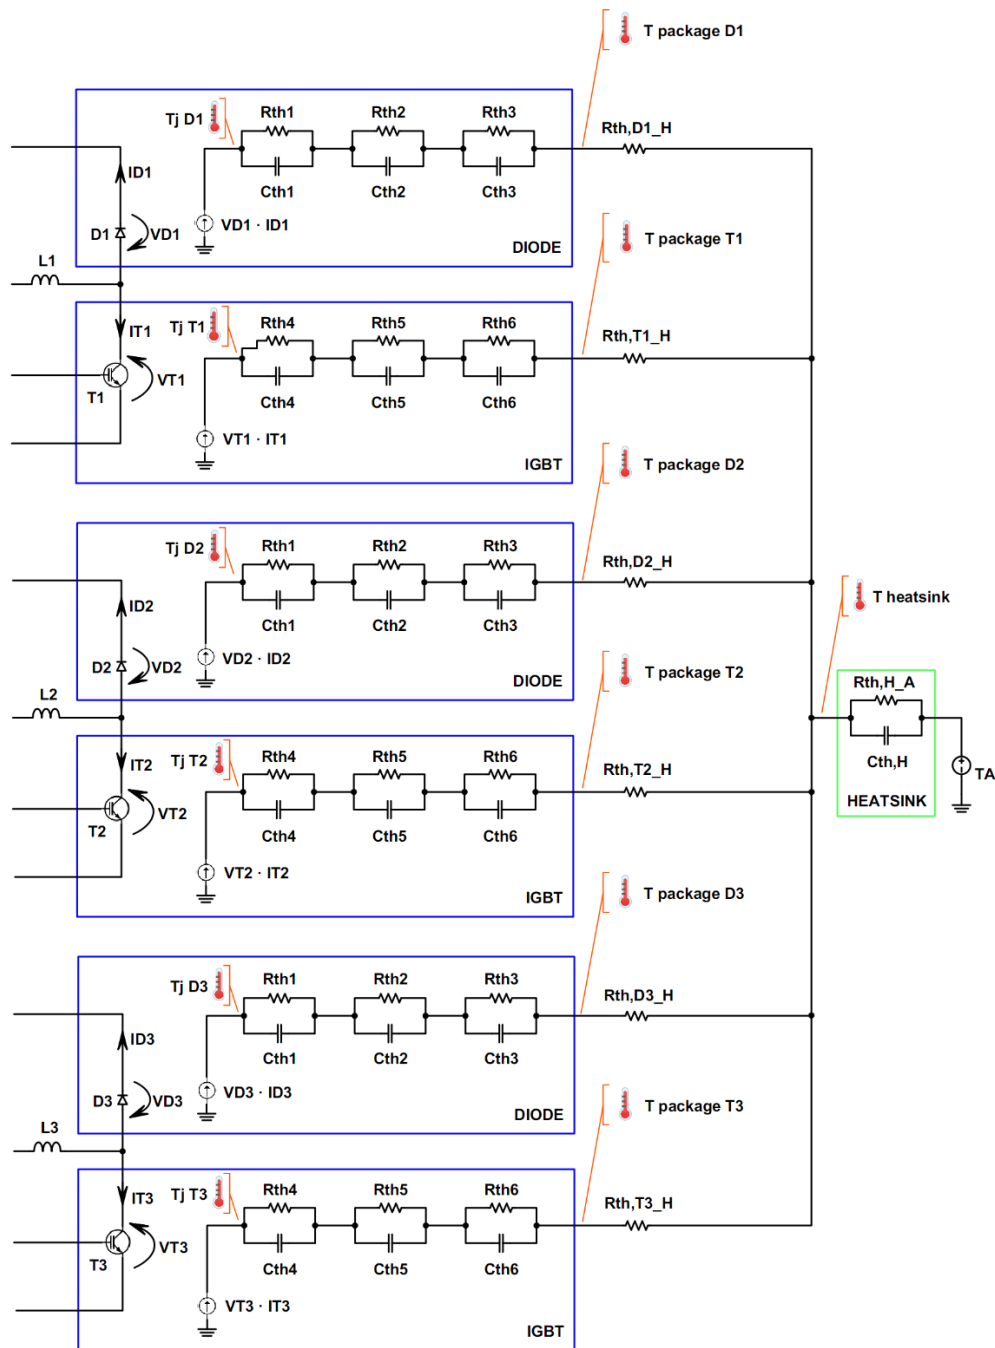 T package D1
Rth1
Rth2
Rth3
Tj D1
Rth,D1_H
ID1
Cth1
Cth2
Cth3
D1
VD1
VD1 · ID1
T package T1
DIODE
L1
Tj T1
Rth4
Rth5
Rth6
IT1
Rth,T1_H
VT1
Cth4
Cth5
Cth6
T1
VT1 · IT1
IGBT
T package D2
Tj D2
Rth1
Rth2
Rth3
Rth,D2_H
ID2
Cth1
Cth2
Cth3
T heatsink
D2
VD2
VD2 · ID2
T package T2
DIODE
Rth,H_A
L2
Tj T2
Rth4
Rth5
Rth6
Cth,H
IT2
Rth,T2_H
TA
VT2
HEATSINK
T2
Cth4
Cth5
Cth6
VT2 · IT2
T package D3
IGBT
Tj D3
Rth1
Rth2
Rth3
Rth,D3_H
ID3
Cth1
Cth2
Cth3
D3
VD3
VD3 · ID3
T package T3
DIODE
L3
Tj T3
Rth4
Rth5
Rth6
IT3
Rth,T3_H
VT3
T3
Cth4
Cth5
Cth6
VT3 · IT3
IGBT